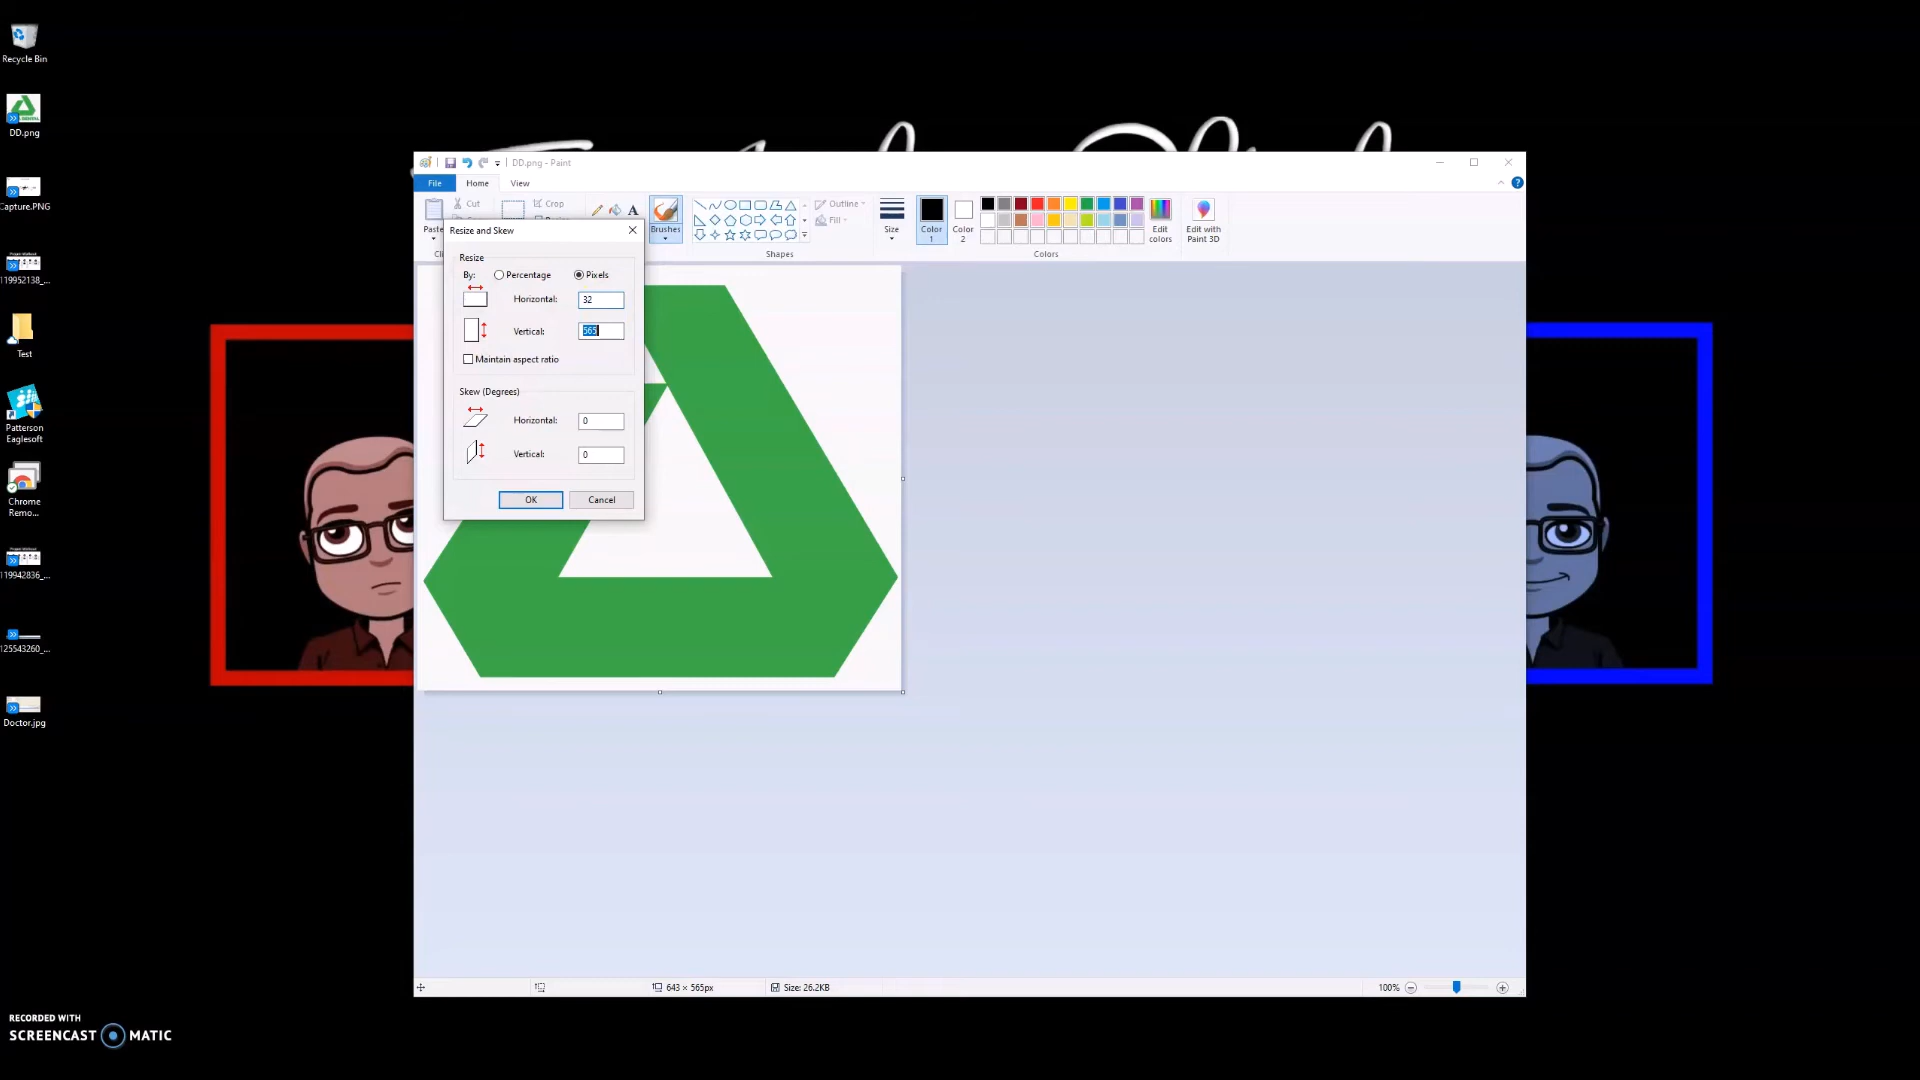 Recycle Bin
DD.png
Capture.PNG
119952138_...
Test
Patterson
Eaglesoft
Chrome
Remo...
119942836_...
125543260_...
Doctor.jpg
DD.png - Paint
File
Home
View
Paste
Cut
Crop
Brushes
Outline
Fill
Shapes
Size
Color
1
Color
2
Edit
colors
Edit with
Paint 3D
Colors
Resize and Skew
Resize
By:
Percentage
Pixels
Horizontal:
32
Vertical:
565
Maintain aspect ratio
Skew (Degrees)
Horizontal:
0
Vertical:
0
OK
Cancel
643 × 565px
Size: 26.2KB
100%
RECORDED WITH
SCREENCAST MATIC